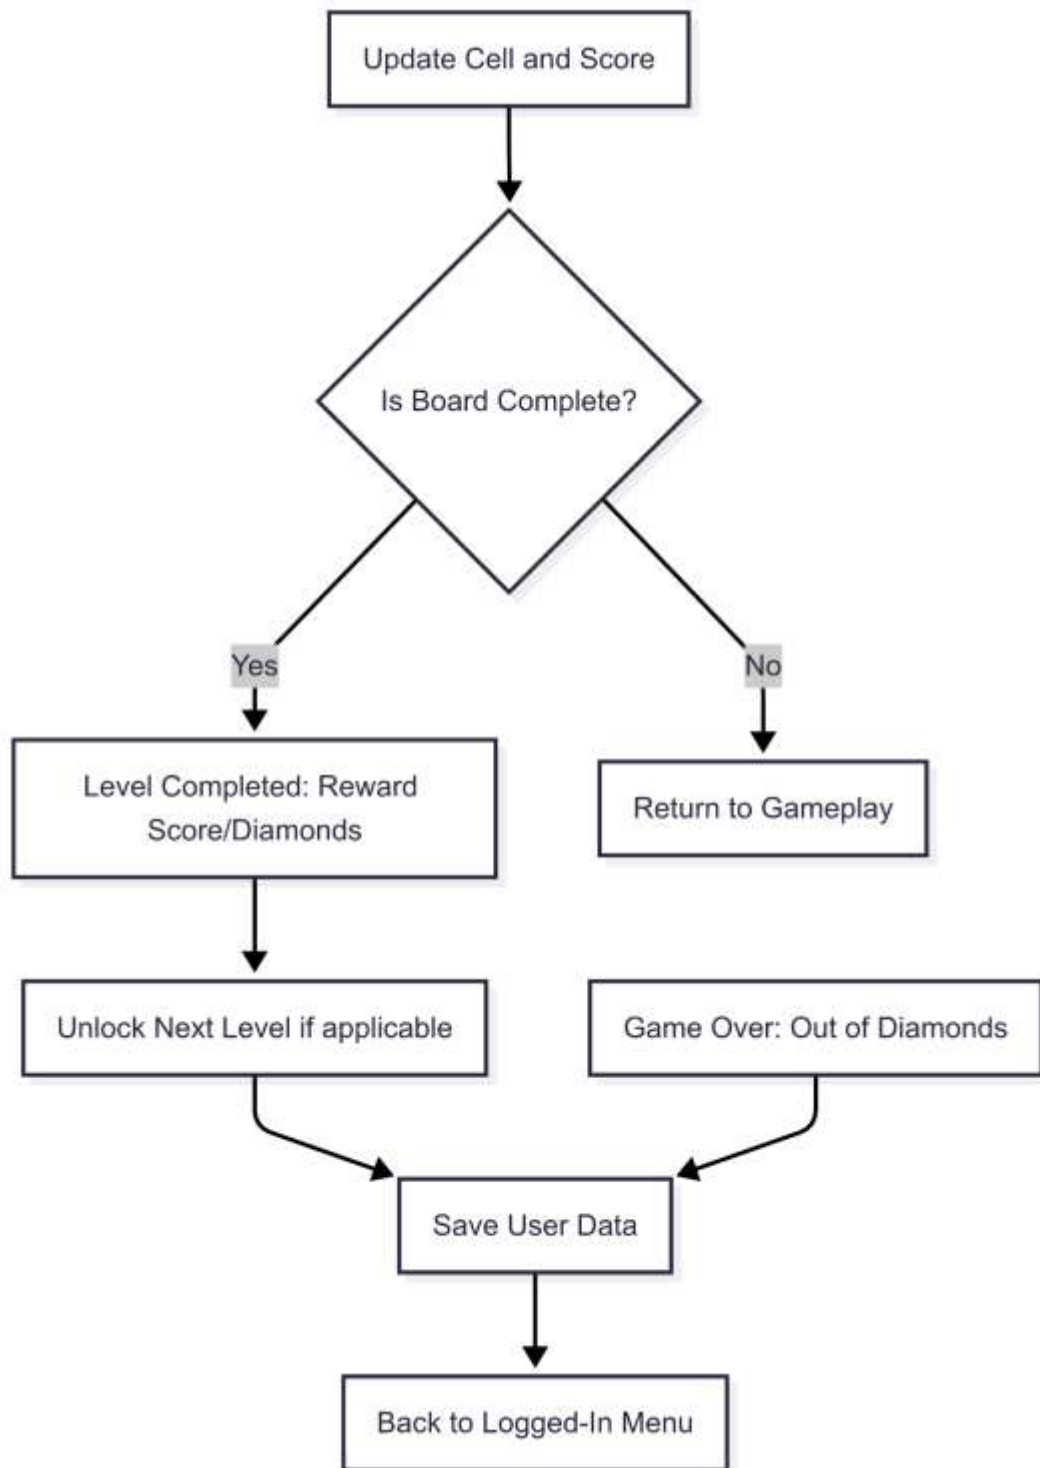 Update Cell and Score
Is Board Complete?
Yes
No
Level Completed: Reward
Score/Diamonds
Return to Gameplay
Unlock Next Level if applicable
Game Over: Out of Diamonds
Save User Data
Back to Logged-In Menu